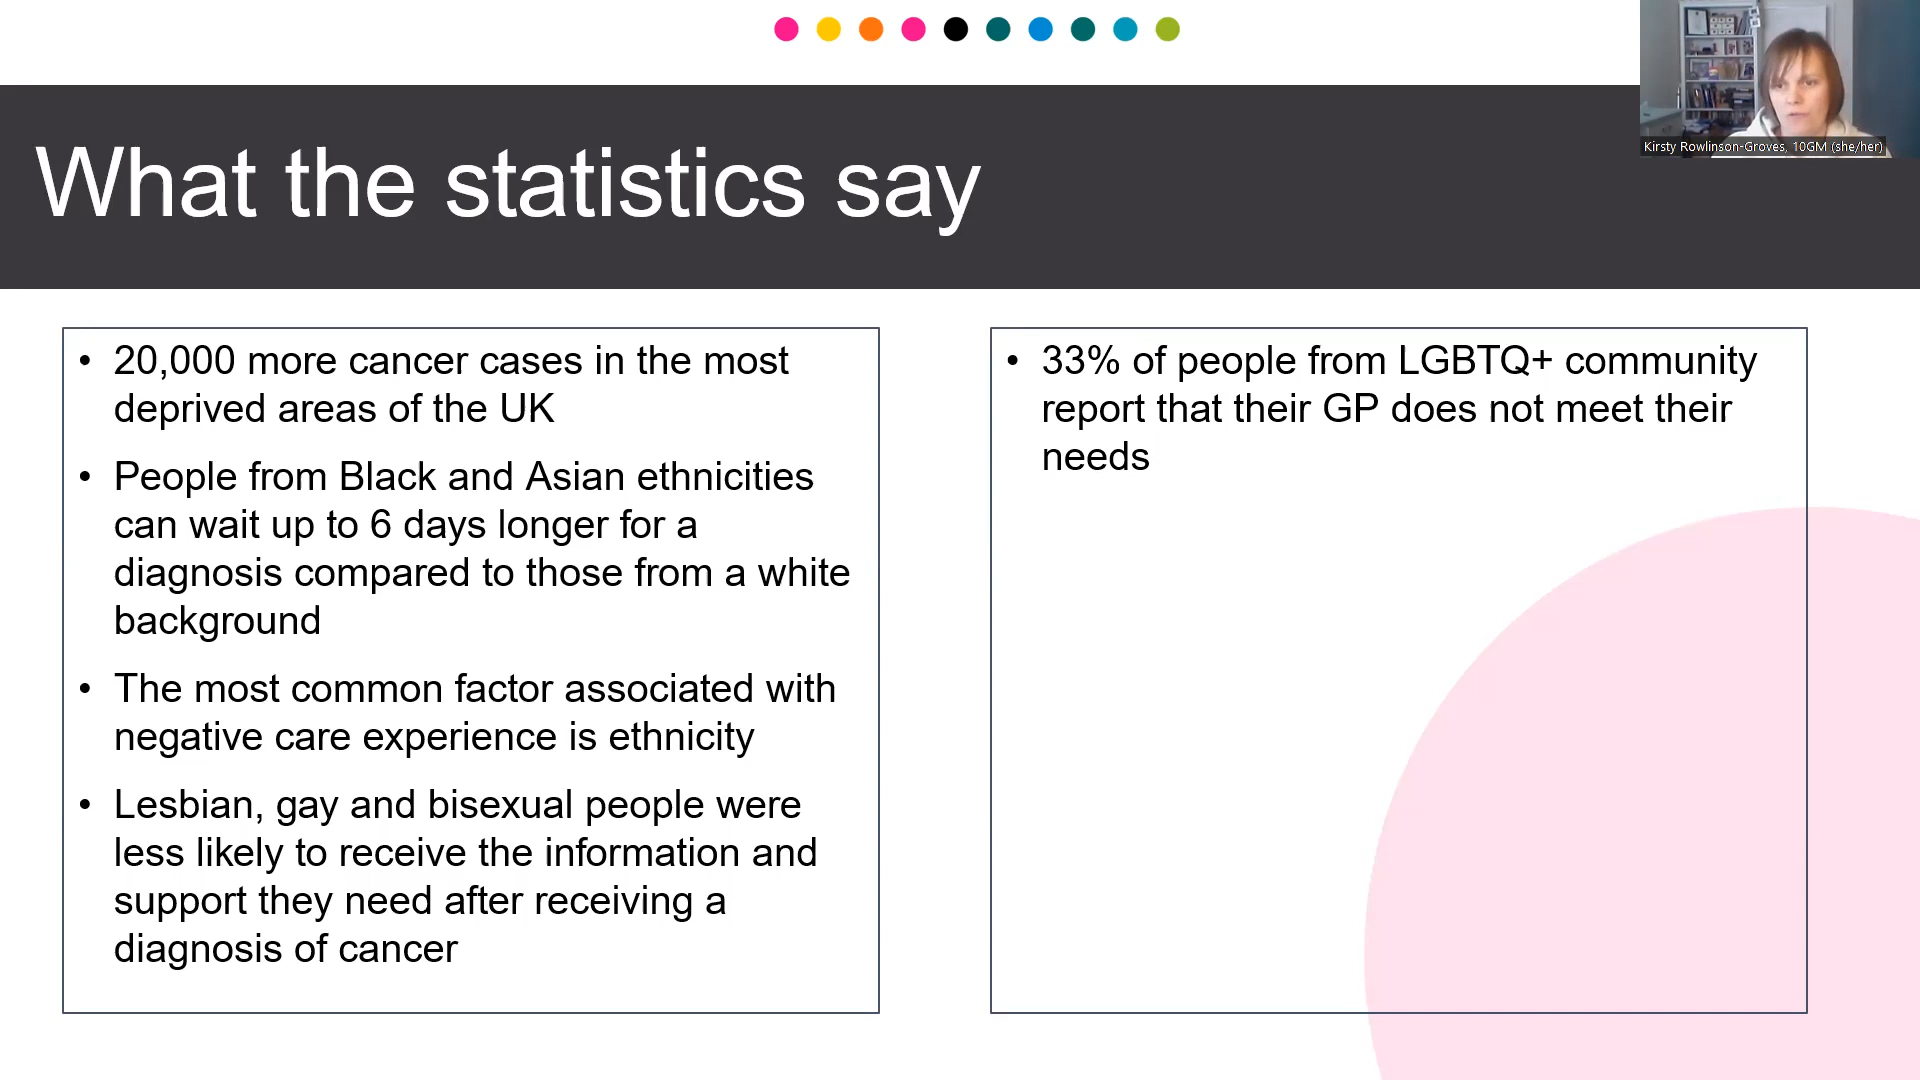 What the statistics say
Kirsty Rowlinson-Groves, 10GM (she/her)
• 20,000 more cancer cases in the most
deprived areas of the UK
• People from Black and Asian ethnicities
can wait up to 6 days longer for a
diagnosis compared to those from a white
background
• The most common factor associated with
negative care experience is ethnicity
• Lesbian, gay and bisexual people were
less likely to receive the information and
support they need after receiving a
diagnosis of cancer
• 33% of people from LGBTQ+ community
report that their GP does not meet their
needs